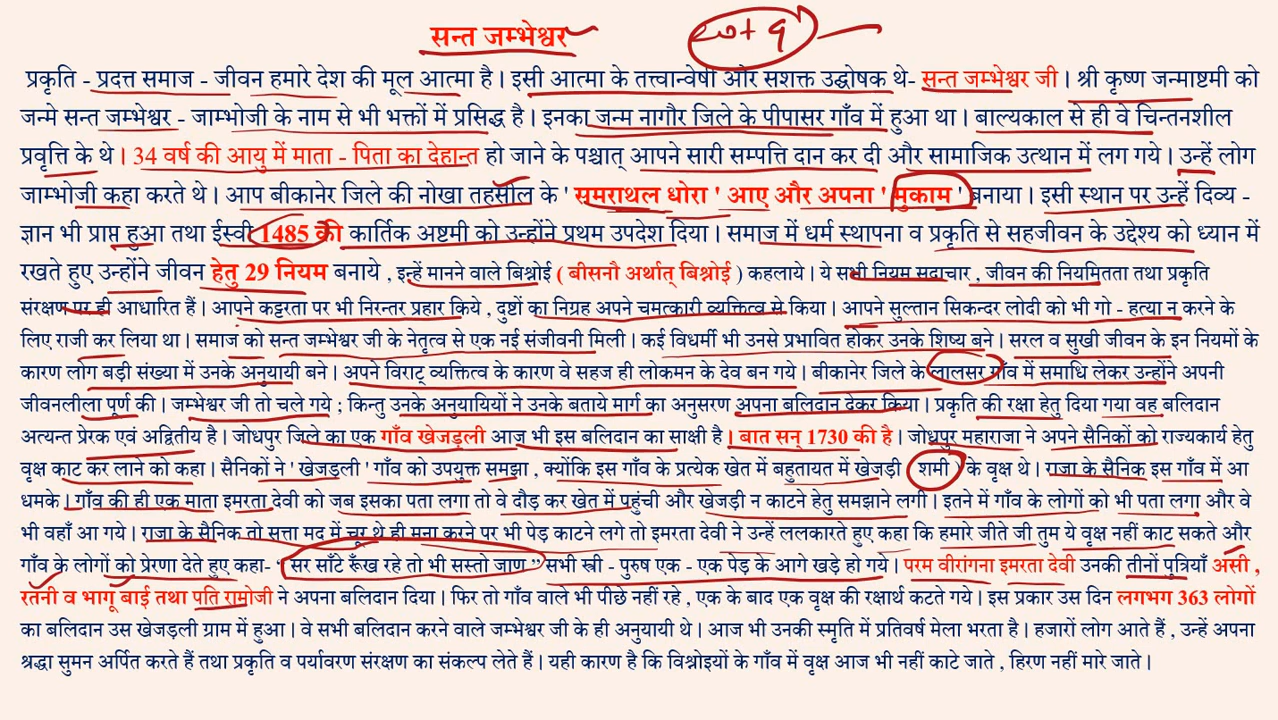 सन्त जम्भेश्वर
प्रकृति - प्रदत्त समाज - जीवन हमारे देश की मूल आत्मा है । इसी आत्मा के तत्त्वान्वेषी और सशक्त उद्घोषक थे- सन्त जम्भेश्वर जी । श्री कृष्ण जन्माष्टमी को
जन्मे सन्त जम्भेश्वर - जाम्भोजी के नाम से भी भक्तों में प्रसिद्ध है । इनका जन्म नागौर जिले के पीपासर गाँव में हुआ था । बाल्यकाल से ही वे चिन्तनशील
प्रवृत्ति के थे । 34 वर्ष की आयु में माता - पिता का देहान्त हो जाने के पश्चात् आपने सारी सम्पत्ति दान कर दी और सामाजिक उत्थान में लग गये । उन्हें लोग
जाम्भोजी कहा करते थे । आप बीकानेर जिले की नोखा तहसील के ' समराथल धोरा ' आए और अपना ' मुकाम ' बनाया । इसी स्थान पर उन्हें दिव्य -
ज्ञान भी प्राप्त हुआ तथा ईस्वी 1485 की कार्तिक अष्टमी को उन्होंने प्रथम उपदेश दिया । समाज में धर्म स्थापना व प्रकृति से सहजीवन के उद्देश्य को ध्यान में
रखते हुए उन्होंने जीवन हेतु 29 नियम बनाये , इन्हें मानने वाले बिश्नोई ( बीसनौ अर्थात् बिश्नोई ) कहलाये । ये सभी नियम सदाचार , जीवन की नियमितता तथा प्रकृति
संरक्षण पर ही आधारित हैं । आपने कट्टरता पर भी निरन्तर प्रहार किये , दुष्टों का निग्रह अपने चमत्कारी व्यक्तित्व से किया । आपने सुल्तान सिकन्दर लोदी को भी गो - हत्या न करने के
लिए राजी कर लिया था । समाज को सन्त जम्भेश्वर जी के नेतृत्व से एक नई संजीवनी मिली । कई विधर्मी भी उनसे प्रभावित होकर उनके शिष्य बने । सरल व सुखी जीवन के इन नियमों के
कारण लोग बड़ी संख्या में उनके अनुयायी बने । अपने विराट् व्यक्तित्व के कारण वे सहज ही लोकमन के देव बन गये । बीकानेर जिले के लालसर गाँव में समाधि लेकर उन्होंने अपनी
जीवनलीला पूर्ण की । जम्भेश्वर जी तो चले गये ; किन्तु उनके अनुयायियों ने उनके बताये मार्ग का अनुसरण अपना बलिदान देकर किया । प्रकृति की रक्षा हेतु दिया गया वह बलिदान
अत्यन्त प्रेरक एवं अद्वितीय है । जोधपुर जिले का एक गाँव खेजड़ली आज भी इस बलिदान का साक्षी है । बात सन् 1730 की है । जोधपुर महाराजा ने अपने सैनिकों को राज्यकार्य हेतु
वृक्ष काट कर लाने को कहा । सैनिकों ने ' खेजड़ली ' गाँव को उपयुक्त समझा , क्योंकि इस गाँव के प्रत्येक खेत में बहुतायत में खेजड़ी ( शमी ) के वृक्ष थे । राजा के सैनिक इस गाँव में आ
धमके । गाँव की ही एक माता इमरता देवी को जब इसका पता लगा तो वे दौड़ कर खेत में पहुंची और खेजड़ी न काटने हेतु समझाने लगी । इतने में गाँव के लोगों को भी पता लगा और वे
भी वहाँ आ गये । राजा के सैनिक तो सत्ता मद में चूर थे ही मना करने पर भी पेड़ काटने लगे तो इमरता देवी ने उन्हें ललकारते हुए कहा कि हमारे जीते जी तुम ये वृक्ष नहीं काट सकते और
गाँव के लोगों को प्रेरणा देते हुए कहा- " सर साँटे रूँख रहे तो भी सस्तो जाण " सभी स्त्री - पुरुष एक - एक पेड़ के आगे खड़े हो गये । परम वीरांगना इमरता देवी उनकी तीनों पुत्रियाँ असी ,
रतनी व भागू बाई तथा पति रामोजी ने अपना बलिदान दिया । फिर तो गाँव वाले भी पीछे नहीं रहे , एक के बाद एक वृक्ष की रक्षार्थ कटते गये । इस प्रकार उस दिन लगभग 363 लोगों
का बलिदान उस खेजड़ली ग्राम में हुआ । वे सभी बलिदान करने वाले जम्भेश्वर जी के ही अनुयायी थे । आज भी उनकी स्मृति में प्रतिवर्ष मेला भरता है । हजारों लोग आते हैं , उन्हें अपना
श्रद्धा सुमन अर्पित करते हैं तथा प्रकृति व पर्यावरण संरक्षण का संकल्प लेते हैं । यही कारण है कि विश्नोइयों के गाँव में वृक्ष आज भी नहीं काटे जाते , हिरण नहीं मारे जाते ।